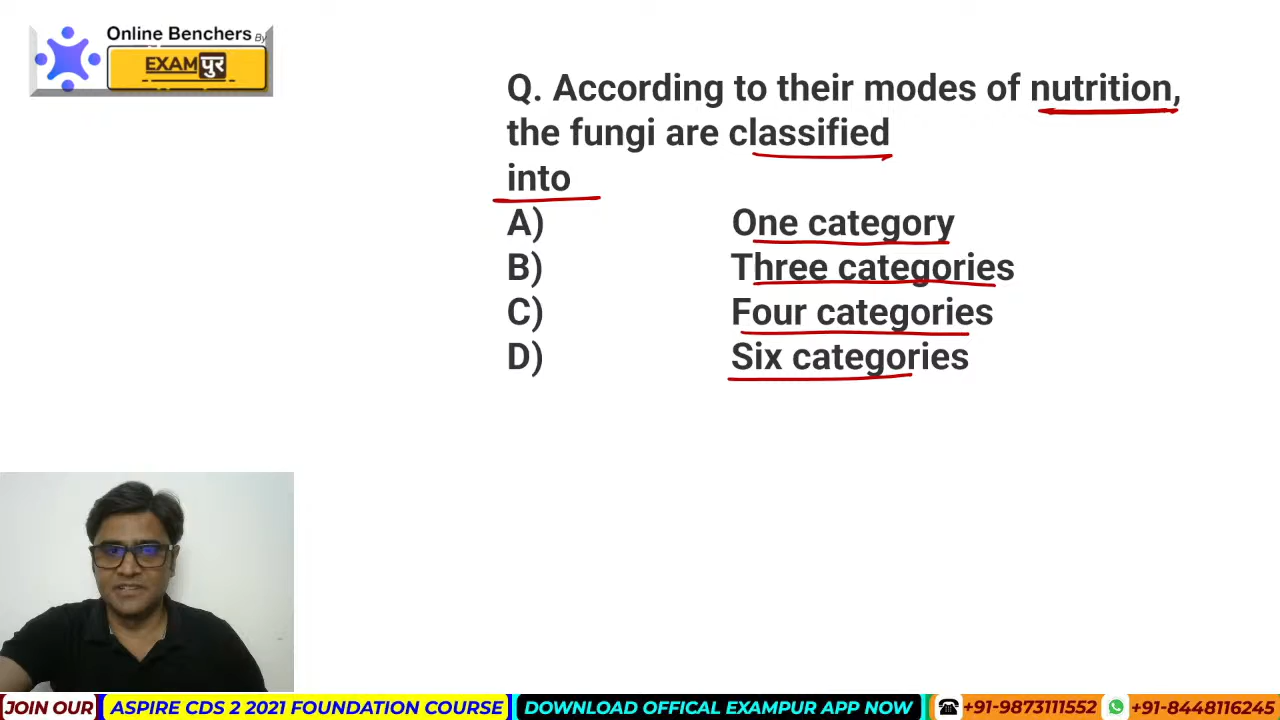 Online Benchers By
EXAMपुर
Q. According to their modes of nutrition,
the fungi are classified
into
A) One category
B) Three categories
C) Four categories
D) Six categories
JOIN OUR ASPIRE CDS 2 2021 FOUNDATION COURSE DOWNLOAD OFFICAL EXAMPUR APP NOW +91-9873111552 +91-8448116245